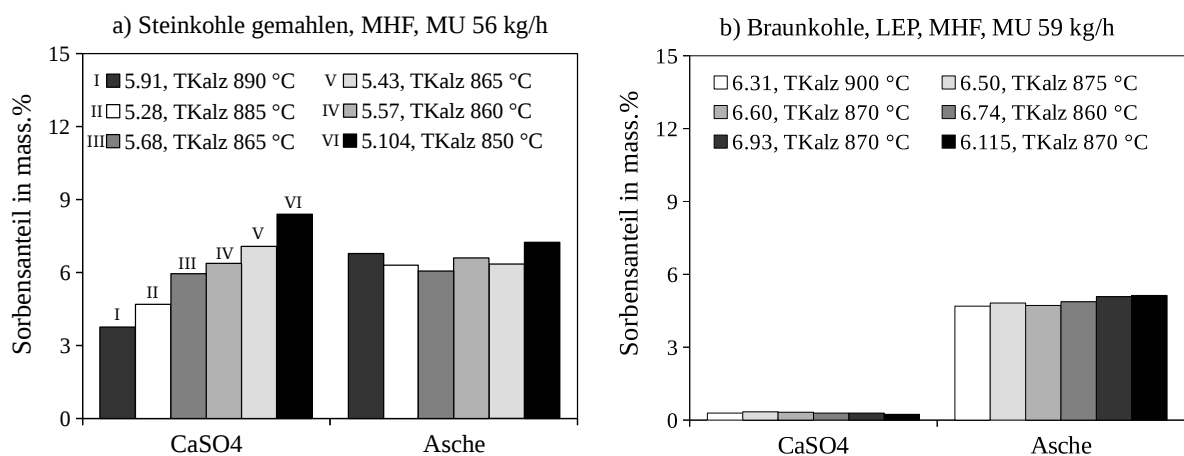 a) Steinkohle gemahlen, MHF, MU 56 kg/h
Sorbensanteil in mass.%
15
12
9
6
3
0
I 5.91, TKalz 890 °C
V 5.43, TKalz 865 °C
II 5.28, TKalz 885 °C
IV 5.57, TKalz 860 °C
III 5.68, TKalz 865 °C
VI 5.104, TKalz 850 °C
I
II
III
IV
V
VI
CaSO4
Asche
b) Braunkohle, LEP, MHF, MU 59 kg/h
Sorbensanteil in mass.%
15
12
9
6
3
0
6.31, TKalz 900 °C
6.50, TKalz 875 °C
6.60, TKalz 870 °C
6.74, TKalz 860 °C
6.93, TKalz 870 °C
6.115, TKalz 870 °C
CaSO4
Asche